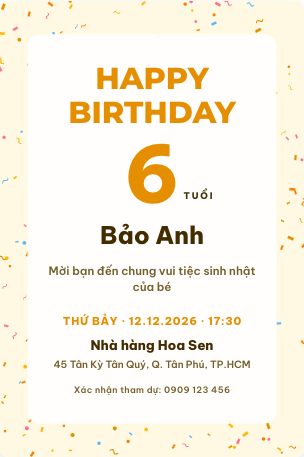 HAPPY
BIRTHDAY
6 TUỔI
Bảo Anh
Mời bạn đến chung vui tiệc sinh nhật
của bé
THỨ BẢY · 12.12.2026 · 17:30
Nhà hàng Hoa Sen
45 Tân Kỳ Tân Quý, Q. Tân Phú, TP.HCM
Xác nhận tham dự: 0909 123 456